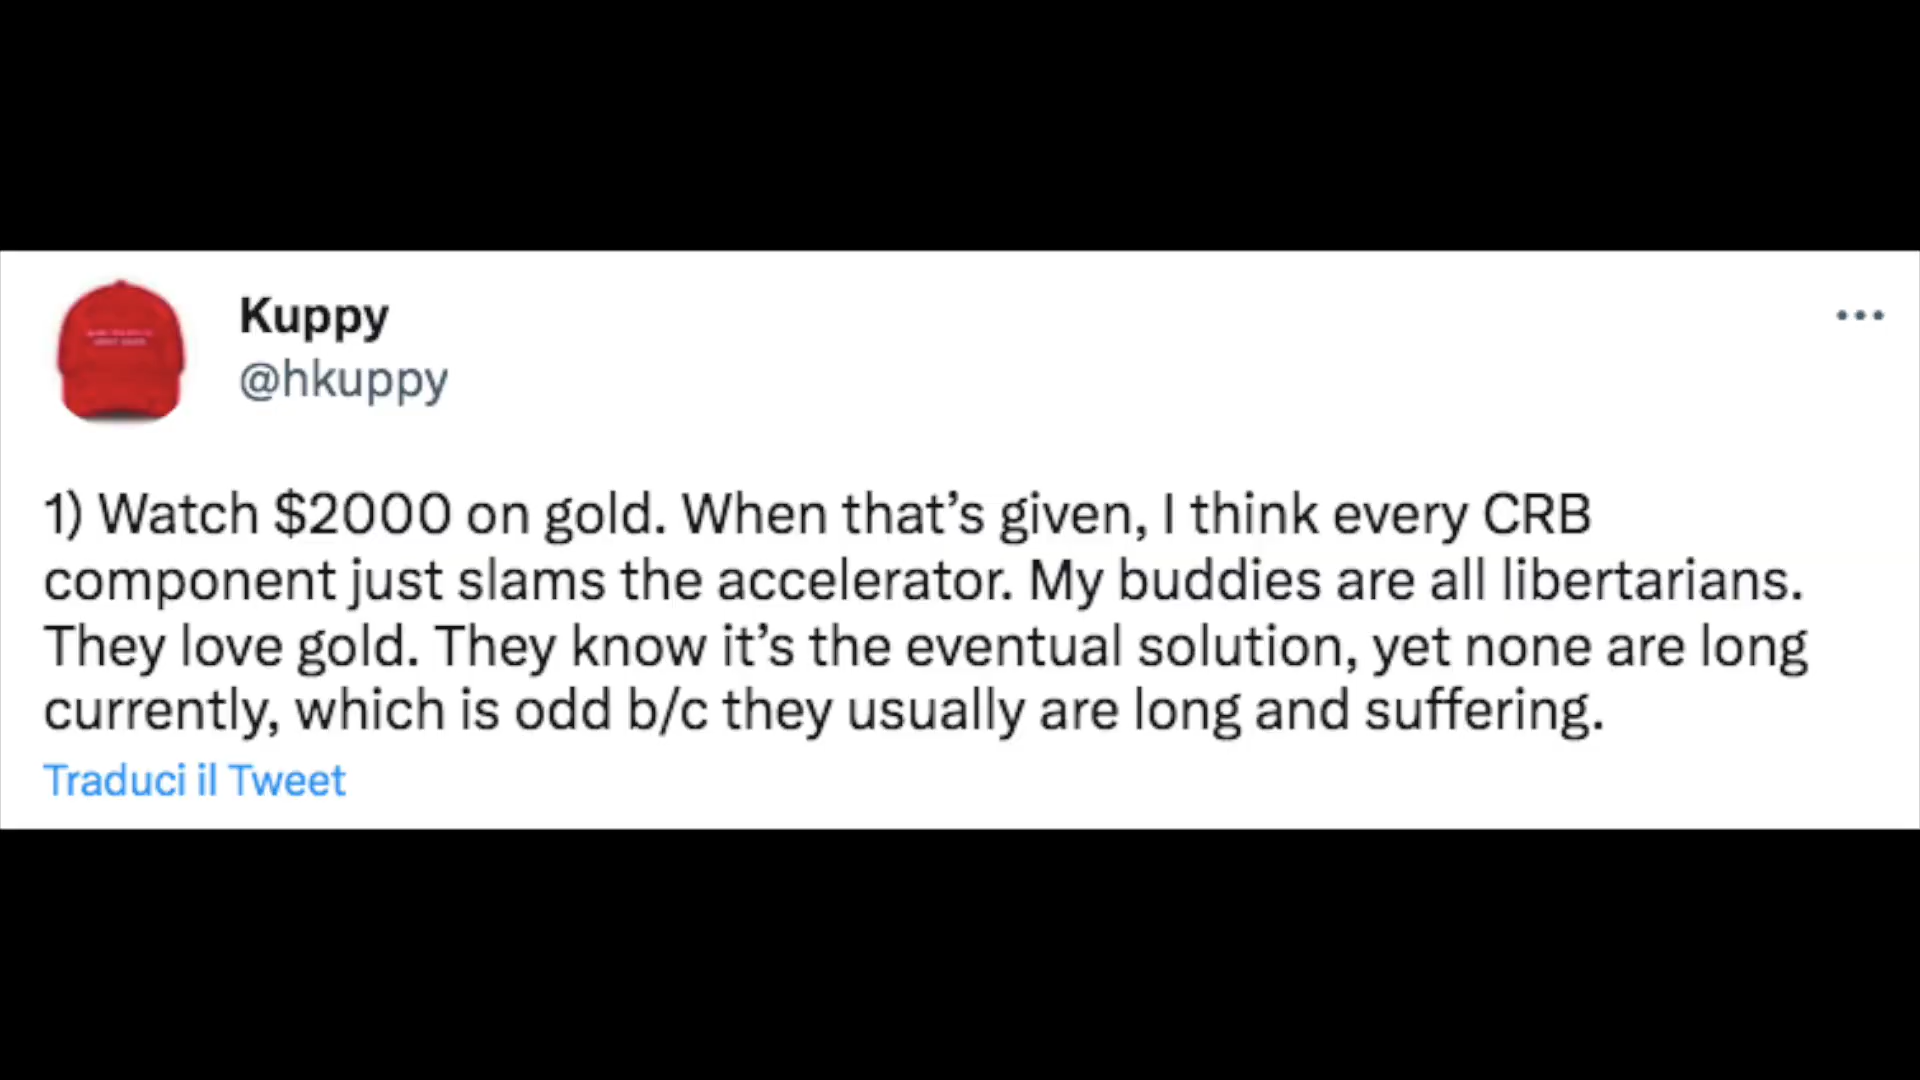 Kuppy
@hkuppy
1) Watch $2000 on gold. When that’s given, I think every CRB
component just slams the accelerator. My buddies are all libertarians.
They love gold. They know it’s the eventual solution, yet none are long
currently, which is odd b/c they usually are long and suffering.
Traduci il Tweet